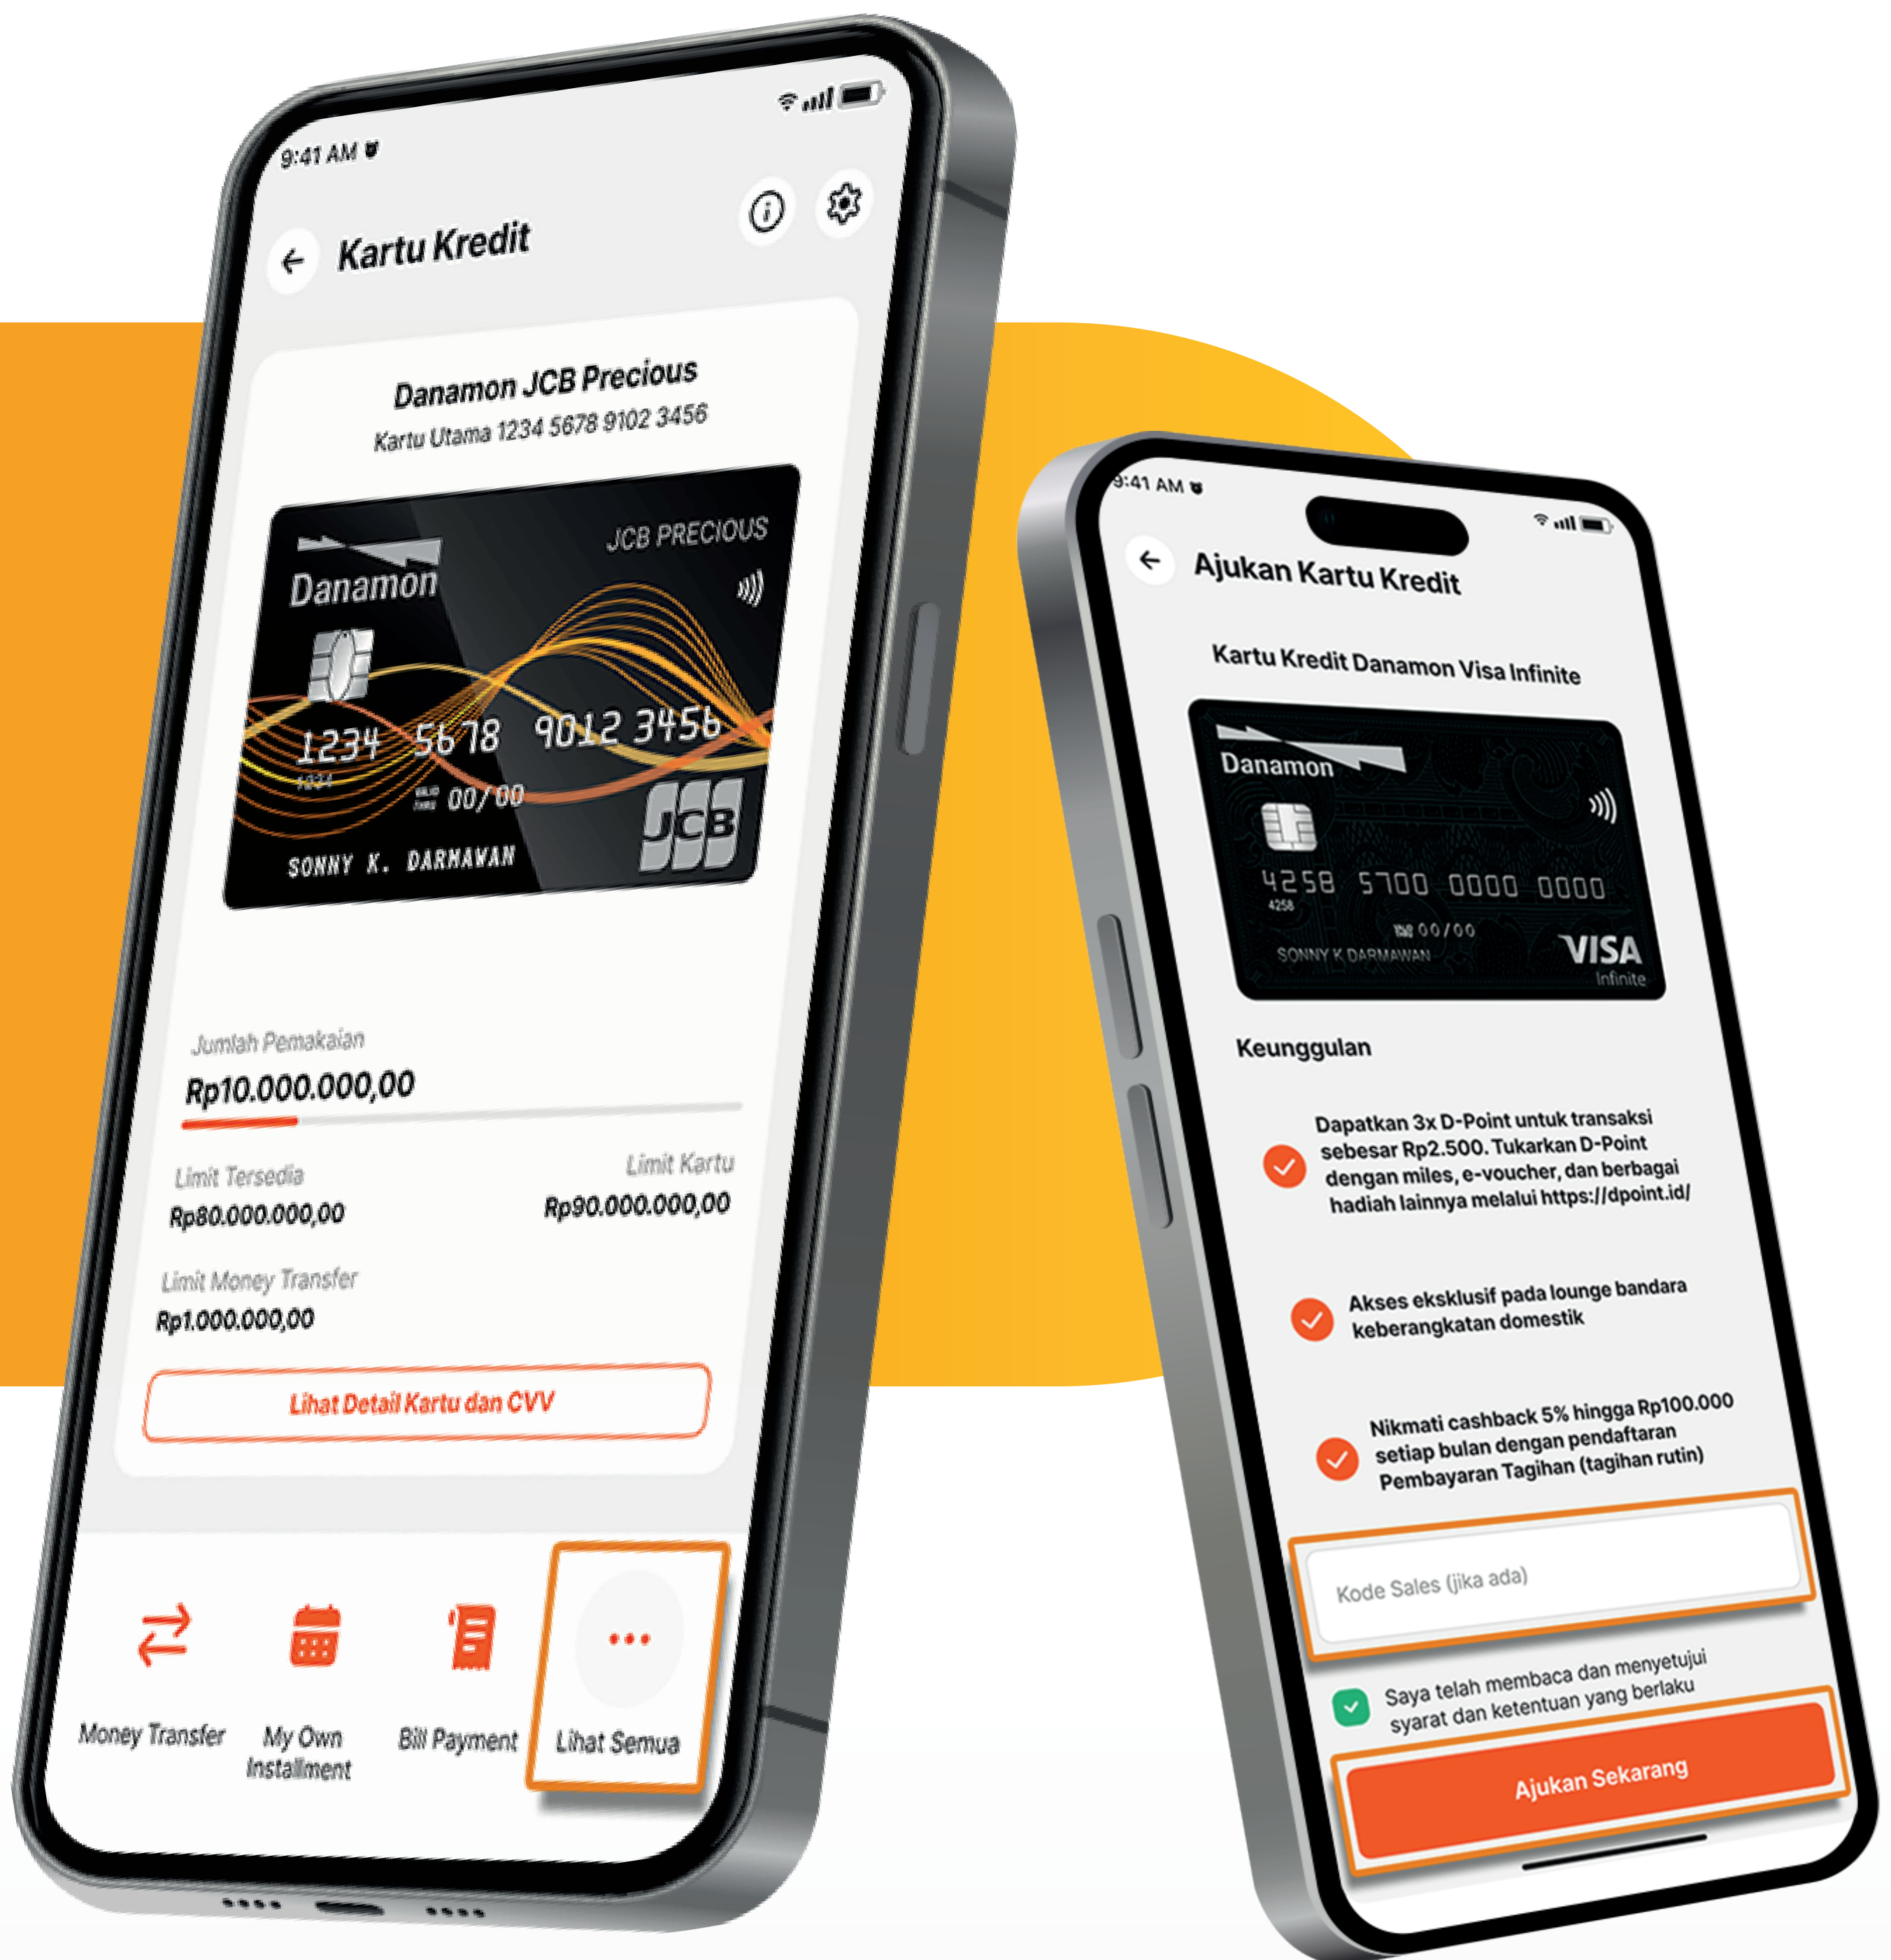 9:41 AM
Kartu Kredit
Danamon JCB Precious
Kartu Utama 1234 5678 9102 3456
Danamon
JCB PRECIOUS
1234 5678 9012 3456
1234
VALID THRU 00/00
SONNY K. DARMAWAN
JCB
Jumlah Pemakaian
Rp10.000.000,00
Limit Tersedia
Limit Kartu
Rp80.000.000,00
Rp90.000.000,00
Limit Money Transfer
Rp1.000.000,00
Lihat Detail Kartu dan CVV
Money Transfer
My Own
Installment
Bill Payment
Lihat Semua
9:41 AM
Ajukan Kartu Kredit
Kartu Kredit Danamon Visa Infinite
Danamon
4258 5700 0000 0000
4258
00/00
SONNY K DARMAWAN
VISA
Infinite
Keunggulan
Dapatkan 3x D-Point untuk transaksi
sebesar Rp2.500. Tukarkan D-Point
dengan miles, e-voucher, dan berbagai
hadiah lainnya melalui https://dpoint.id/
Akses eksklusif pada lounge bandara
keberangkatan domestik
Nikmati cashback 5% hingga Rp100.000
setiap bulan dengan pendaftaran
Pembayaran Tagihan (tagihan rutin)
Kode Sales (jika ada)
Saya telah membaca dan menyetujui
syarat dan ketentuan yang berlaku
Ajukan Sekarang